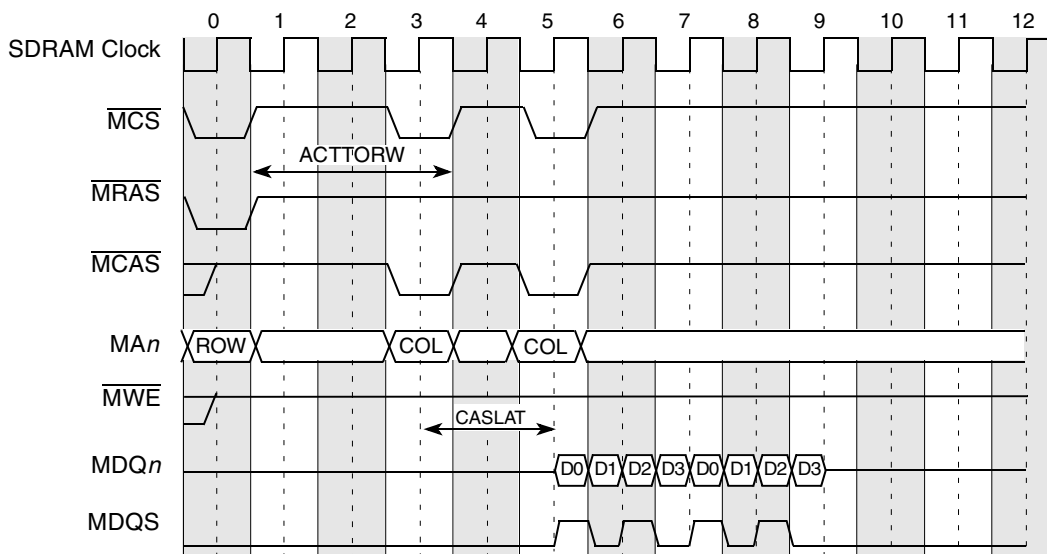 0 1 2 3 4 5 6 7 8 9 10 11 12
SDRAM Clock
MCS
ACTTORW
MRAS
MCAS
MAn ROW COL COL
MWE
CASLAT
MDQn D0 D1 D2 D3 D0 D1 D2 D3
MDQS